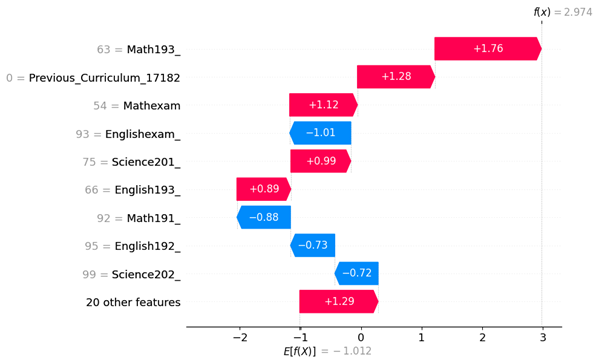 f(x) = 2.974
63 = Math193_ +1.76
0 = Previous_Curriculum_17182 +1.28
54 = Mathexam +1.12
93 = Englishexam_ −1.01
75 = Science201_ +0.99
66 = English193_ +0.89
92 = Math191_ −0.88
95 = English192_ −0.73
99 = Science202_ −0.72
20 other features +1.29
−2 −1 0 1 2 3
E[f(X)] = −1.012